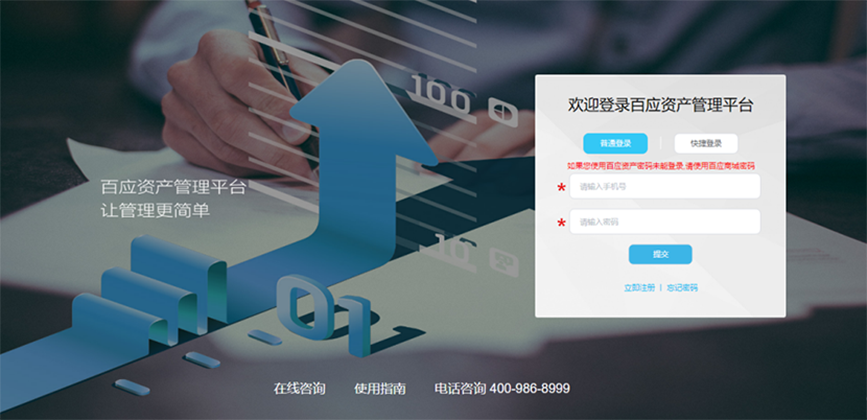 100
百应资产管理平台
让管理更简单
10
01
欢迎登录百应资产管理平台
普通登录
快捷登录
如果您使用百应资产密码未能登录,请使用百应商城密码
* 请输入手机号
* 请输入密码
提交
立即注册 | 忘记密码
在线咨询 使用指南 电话咨询 400-986-8999